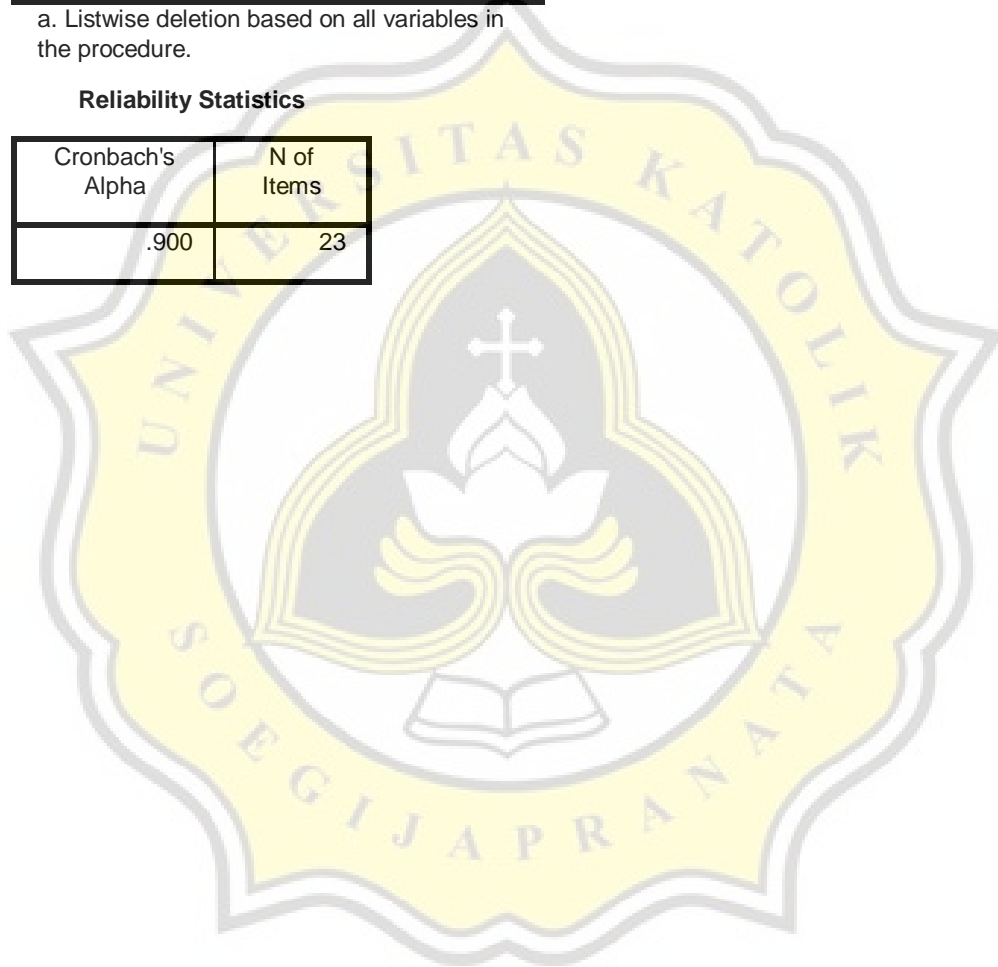 a. Listwise deletion based on all variables in
the procedure.
Reliability Statistics
Cronbach's
Alpha
N of
Items
.900
23
UNIVERSITAS KATOLIK
SOEGIJAPRANATA